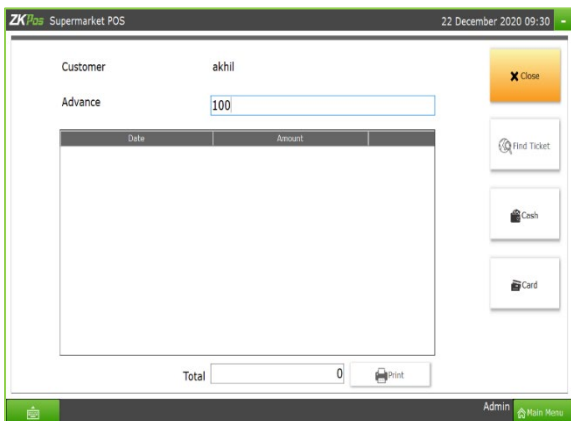 ZKPos Supermarket POS 22 December 2020 09:30 -
Customer akhil
Close
Advance 100
Date Amount
Find Ticket
Cash
Card
Total 0 Print
Admin Main Menu